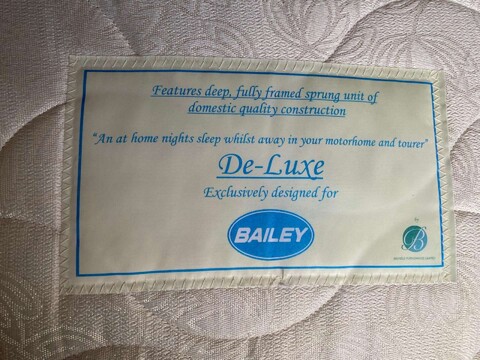 Features deep, fully framed sprung unit of
domestic quality construction
"An at home nights sleep whilst away in your motorhome and tourer"
De-Luxe
Exclusively designed for
BAILEY
by
B